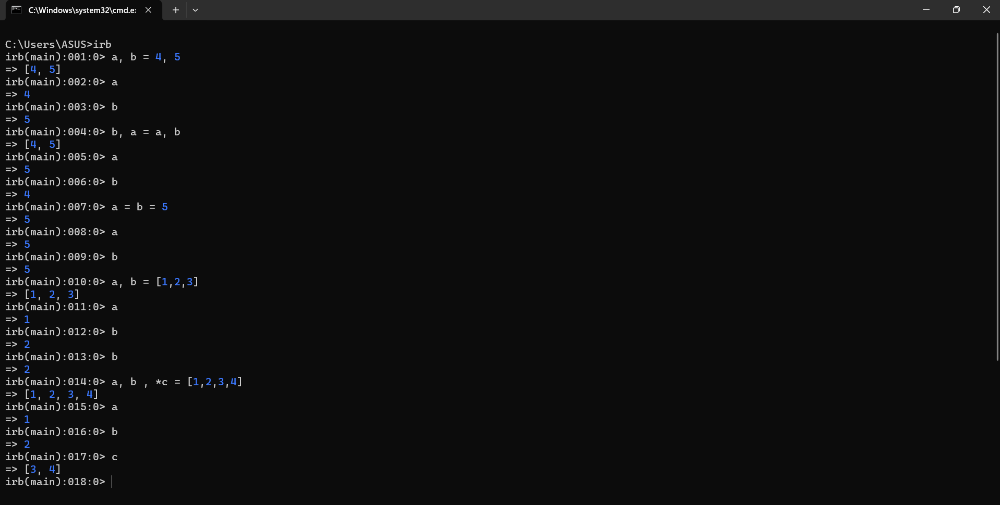 C:\Windows\system32\cmd.e:
C:\Users\ASUS>irb
irb(main):001:0> a, b = 4, 5
=> [4, 5]
irb(main):002:0> a
=> 4
irb(main):003:0> b
=> 5
irb(main):004:0> b, a = a, b
=> [4, 5]
irb(main):005:0> a
=> 5
irb(main):006:0> b
=> 4
irb(main):007:0> a = b = 5
=> 5
irb(main):008:0> a
=> 5
irb(main):009:0> b
=> 5
irb(main):010:0> a, b = [1,2,3]
=> [1, 2, 3]
irb(main):011:0> a
=> 1
irb(main):012:0> b
=> 2
irb(main):013:0> b
=> 2
irb(main):014:0> a, b , *c = [1,2,3,4]
=> [1, 2, 3, 4]
irb(main):015:0> a
=> 1
irb(main):016:0> b
=> 2
irb(main):017:0> c
=> [3, 4]
irb(main):018:0>